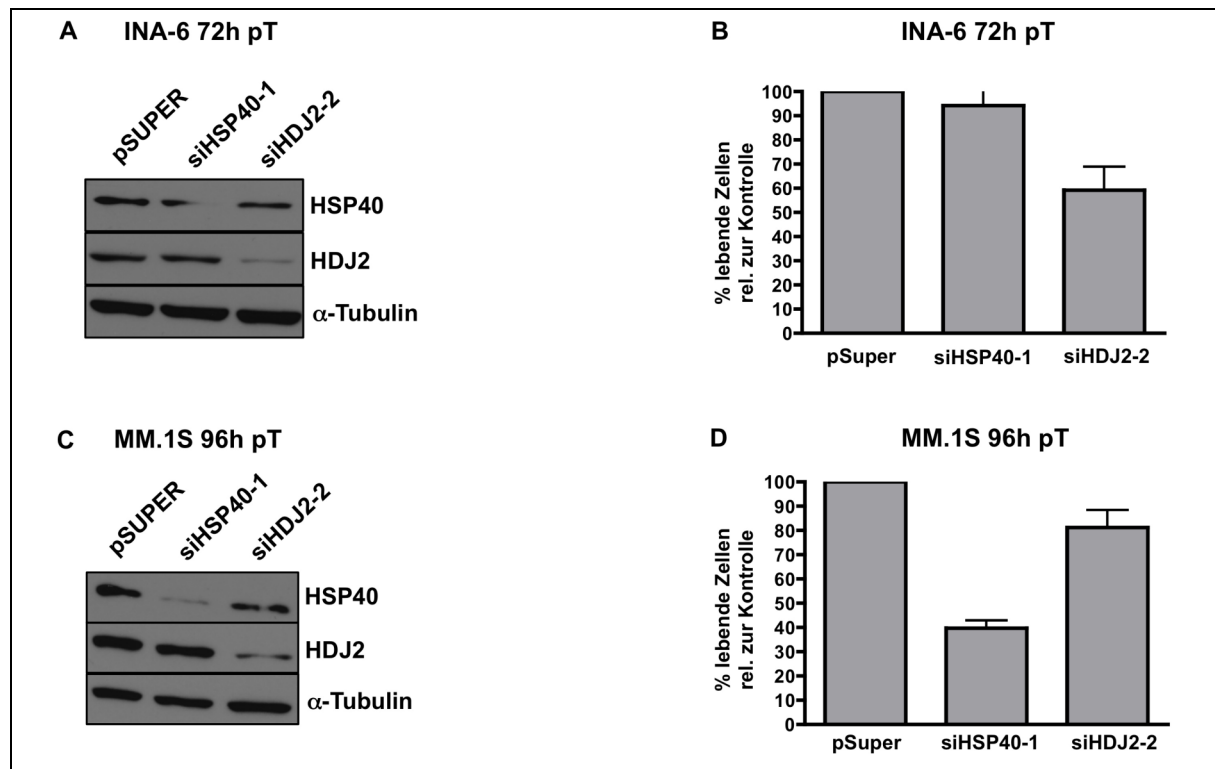 A INA-6 72h pT
pSUPER
siHSP40-1
siHDJ2-2
HSP40
HDJ2
α-Tubulin
B INA-6 72h pT
% lebende Zellen
rel. zur Kontrolle
100
90
80
70
60
50
40
30
20
10
0
pSuper siHSP40-1 siHDJ2-2
C MM.1S 96h pT
pSUPER
siHSP40-1
siHDJ2-2
HSP40
HDJ2
α-Tubulin
D MM.1S 96h pT
% lebende Zellen
rel. zur Kontrolle
100
90
80
70
60
50
40
30
20
10
0
pSuper siHSP40-1 siHDJ2-2